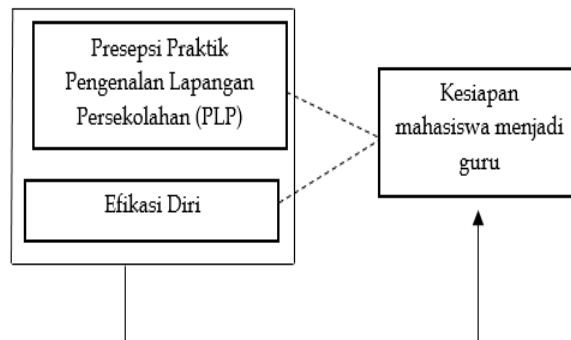 Presepsi Praktik
Pengenalan Lapangan
Persekolahan (PLP)
Efikasi Diri
Kesiapan
mahasiswa menjadi
guru